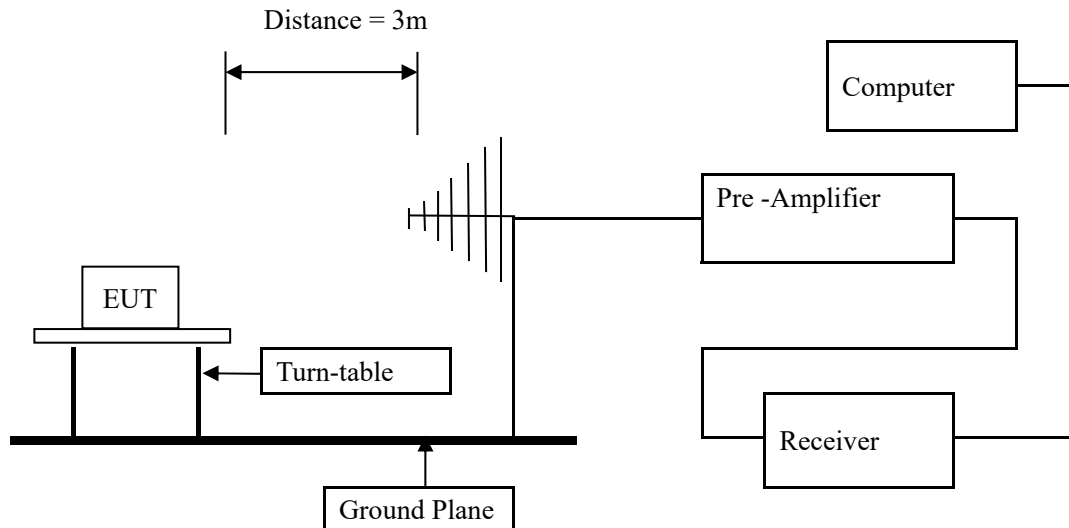 Distance = 3m
Computer
Pre -Amplifier
EUT
Turn-table
Receiver
Ground Plane